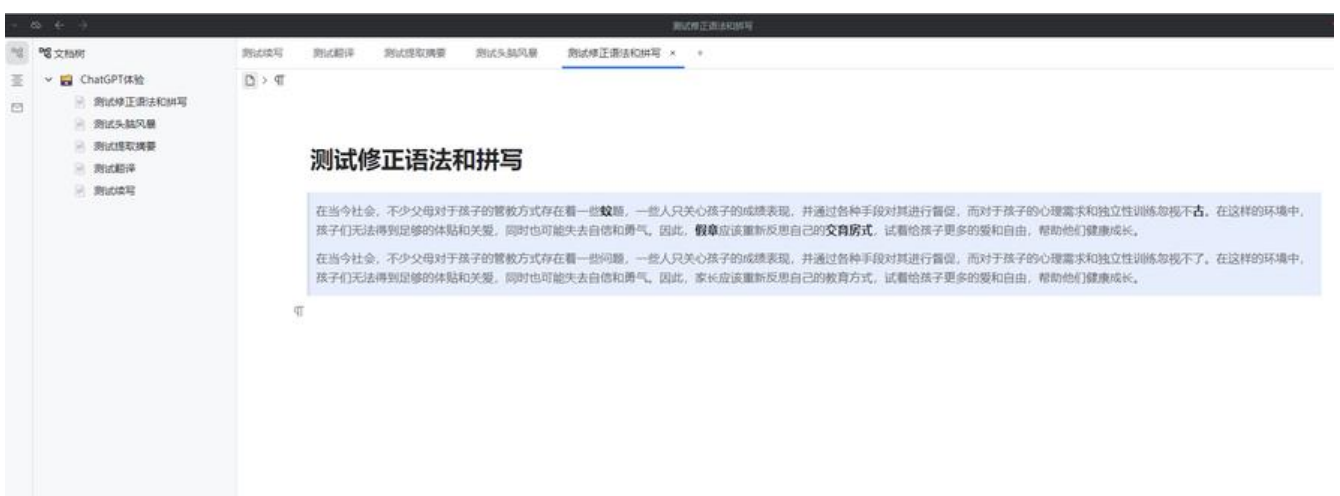 测试修正语法和拼写
文档树
测试续写
测试翻译
测试提取摘要
测试头脑风暴
测试修正语法和拼写 × +
ChatGPT体验
测试修正语法和拼写
测试头脑风暴
测试提取摘要
测试翻译
测试续写
测试修正语法和拼写
在当今社会，不少父母对于孩子的管教方式存在着一些蚊题，一些人只关心孩子的成绩表现，并通过各种手段对其进行督促，而对于孩子的心理需求和独立性训练忽视不古。在这样的环境中，
孩子们无法得到足够的体贴和关爱，同时也可能失去自信和勇气。因此，假章应该重新反思自己的交育房式，试着给孩子更多的爱和自由，帮助他们健康成长。
在当今社会，不少父母对于孩子的管教方式存在着一些问题，一些人只关心孩子的成绩表现，并通过各种手段对其进行督促，而对于孩子的心理需求和独立性训练忽视不了。在这样的环境中，
孩子们无法得到足够的体贴和关爱，同时也可能失去自信和勇气。因此，家长应该重新反思自己的教育方式，试着给孩子更多的爱和自由，帮助他们健康成长。